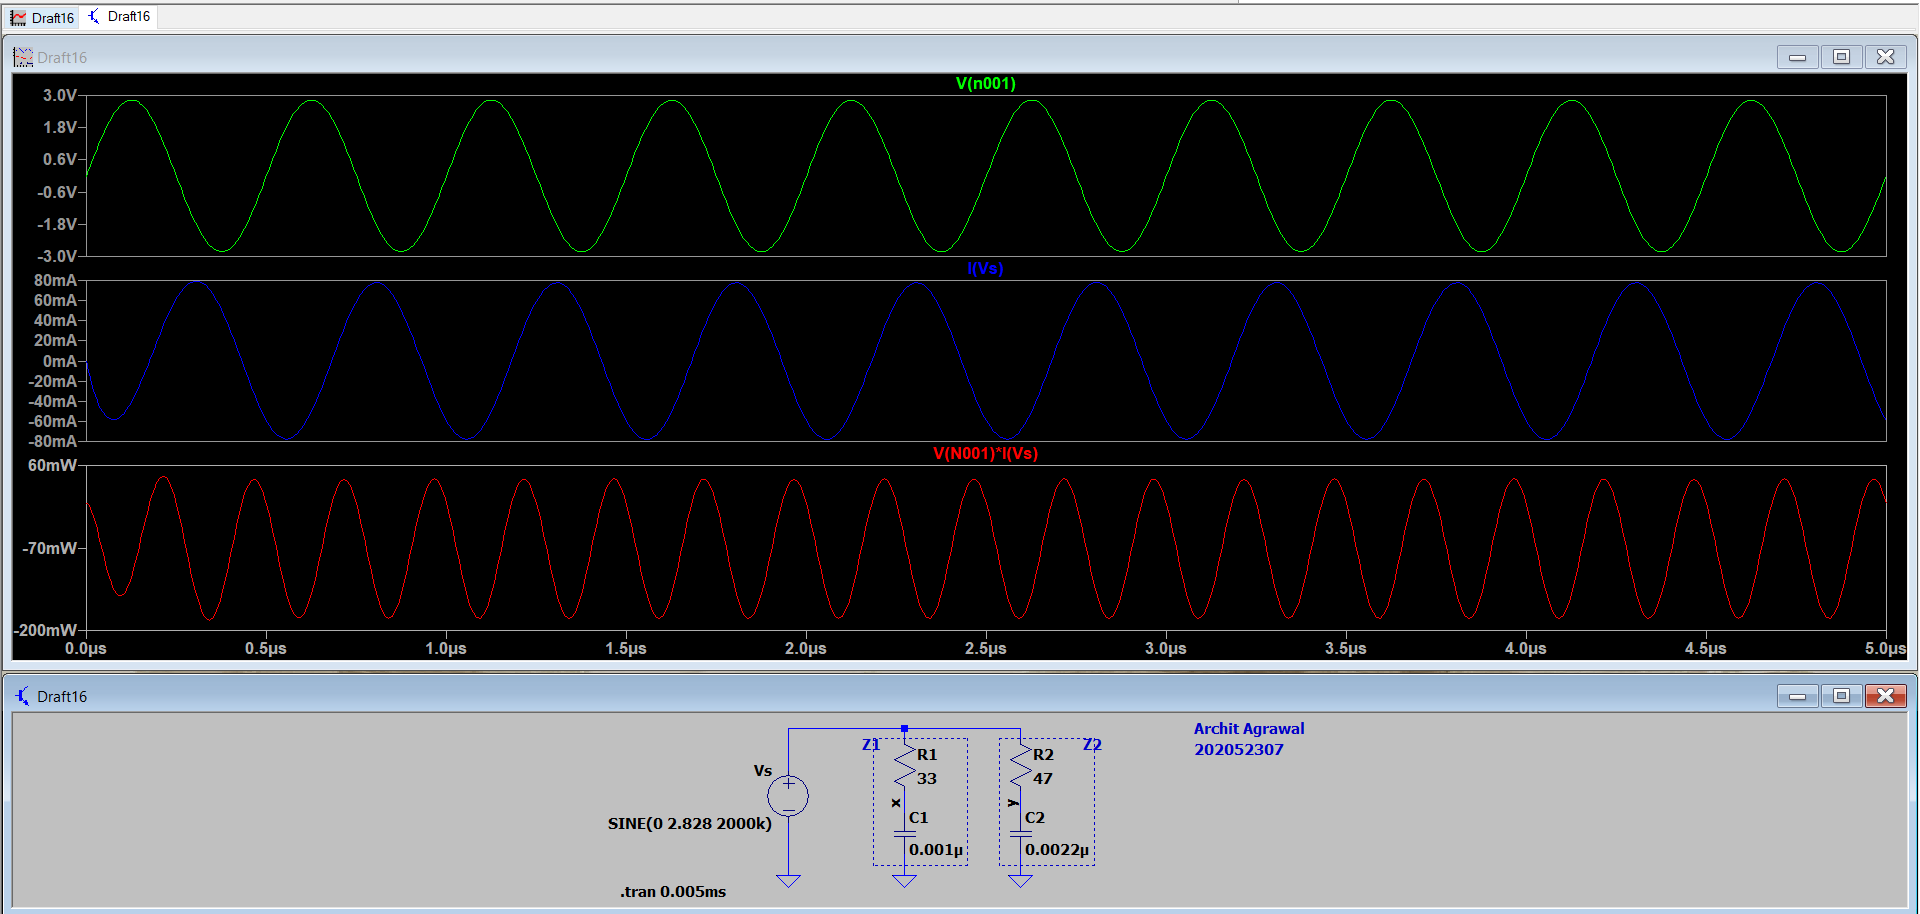 Draft16 Draft16
Draft16
V(n001)
3.0V
1.8V
0.6V
-0.6V
-1.8V
-3.0V
I(Vs)
80mA
60mA
40mA
20mA
0mA
-20mA
-40mA
-60mA
-80mA
V(N001)*I(Vs)
60mW
-70mW
-200mW
0.0µs 0.5µs 1.0µs 1.5µs 2.0µs 2.5µs 3.0µs 3.5µs 4.0µs 4.5µs 5.0µs
Draft16
Archit Agrawal
202052307
Z1 Z2
R1 R2
33 47
Vs
x y
SINE(0 2.828 2000k)
C1 C2
0.001µ 0.0022µ
.tran 0.005ms